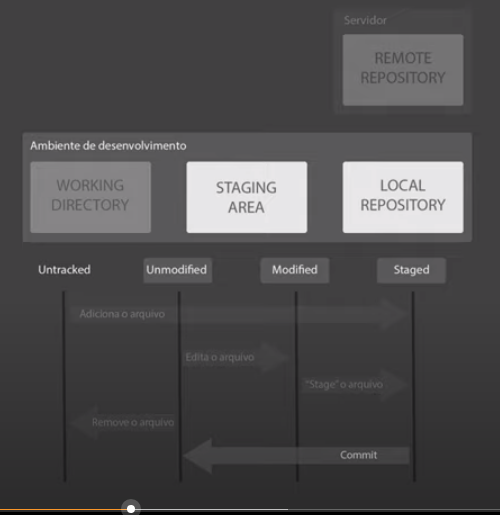 Servidor
REMOTE
REPOSITORY
Ambiente de desenvolvimento
WORKING
DIRECTORY
STAGING
AREA
LOCAL
REPOSITORY
Untracked
Unmodified
Modified
Staged
Adiciona o arquivo
Edita o arquivo
"Stage" o arquivo
Remove o arquivo
Commit